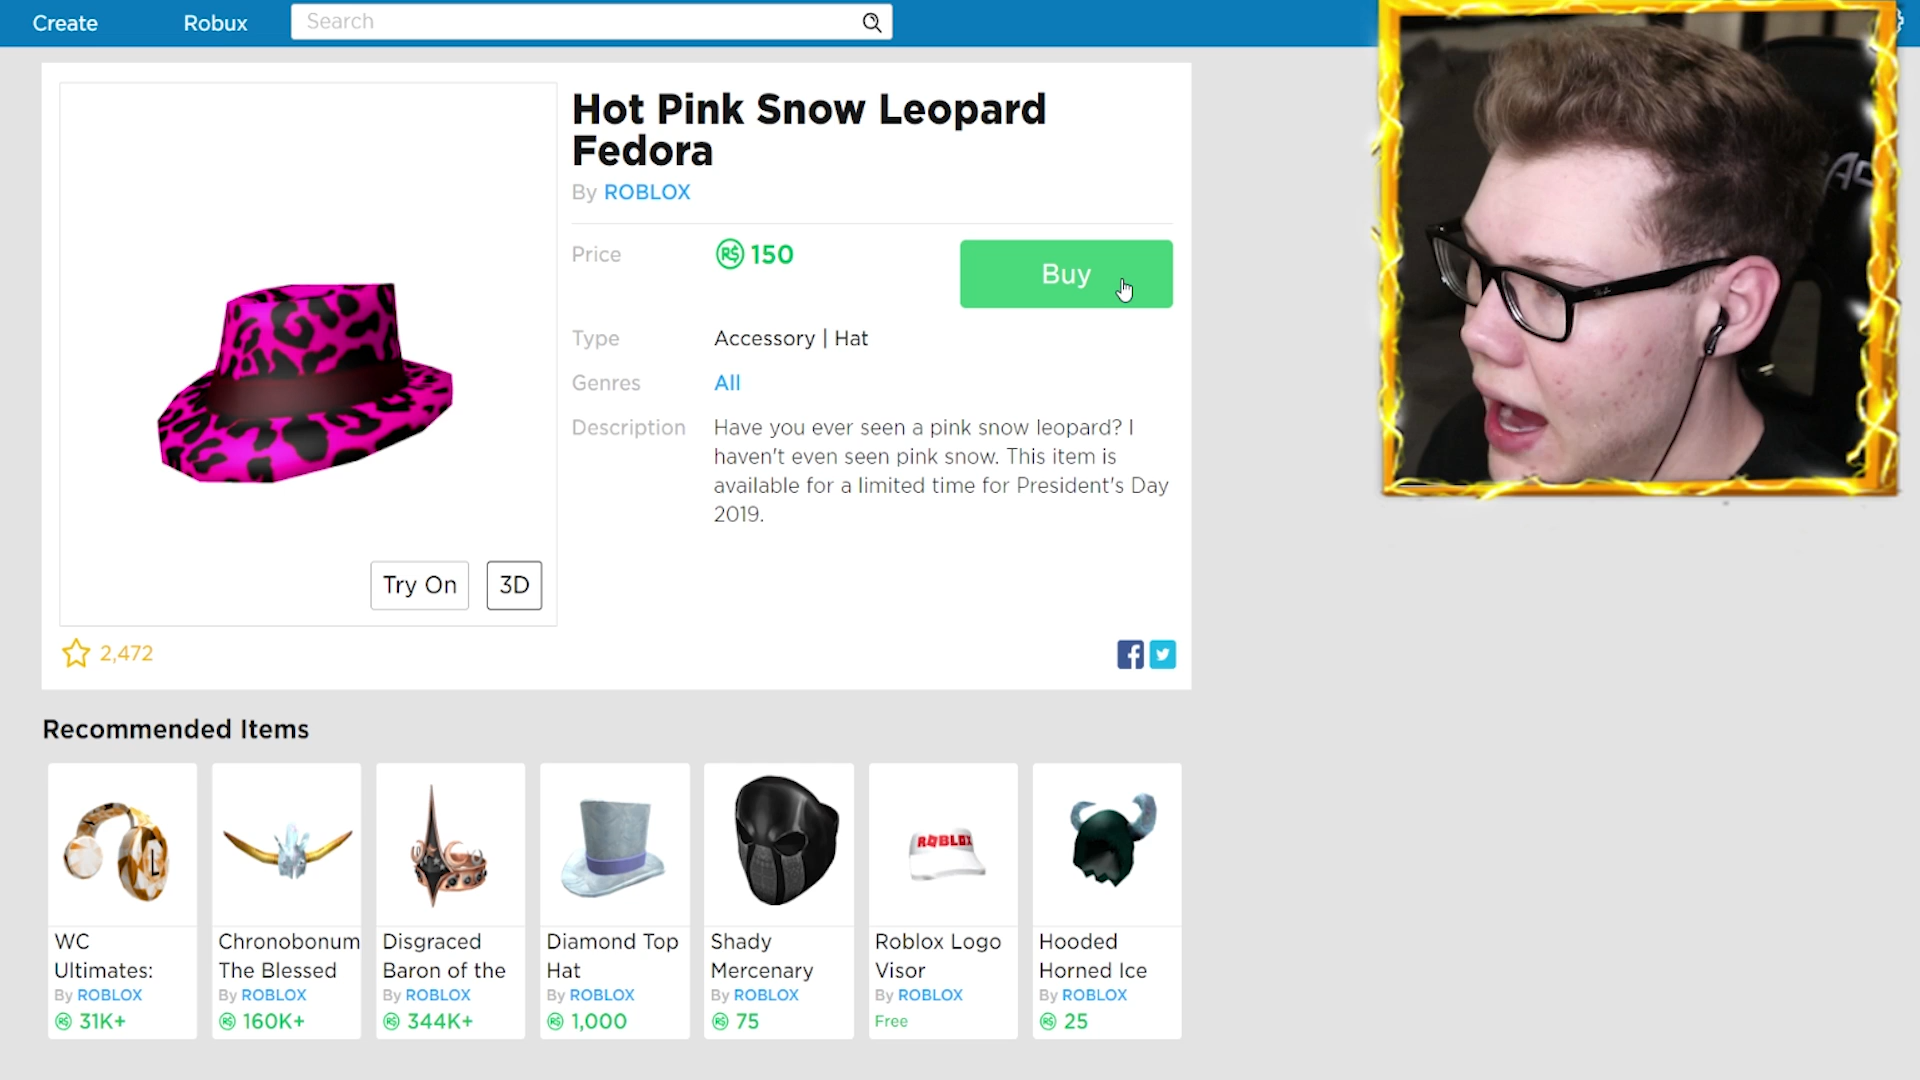 Create Robux Search
Hot Pink Snow Leopard
Fedora
By ROBLOX
Price R$ 150 Buy
Type Accessory | Hat
Genres All
Description Have you ever seen a pink snow leopard? I
haven't even seen pink snow. This item is
available for a limited time for President's Day
2019.
Try On 3D
2,472
Recommended Items
L
ROBLOX
WC
Ultimates:
By ROBLOX
R$ 31K+
Chronobonum
The Blessed
By ROBLOX
R$ 160K+
Disgraced
Baron of the
By ROBLOX
R$ 344K+
Diamond Top
Hat
By ROBLOX
R$ 1,000
Shady
Mercenary
By ROBLOX
R$ 75
Roblox Logo
Visor
By ROBLOX
Free
Hooded
Horned Ice
By ROBLOX
R$ 25